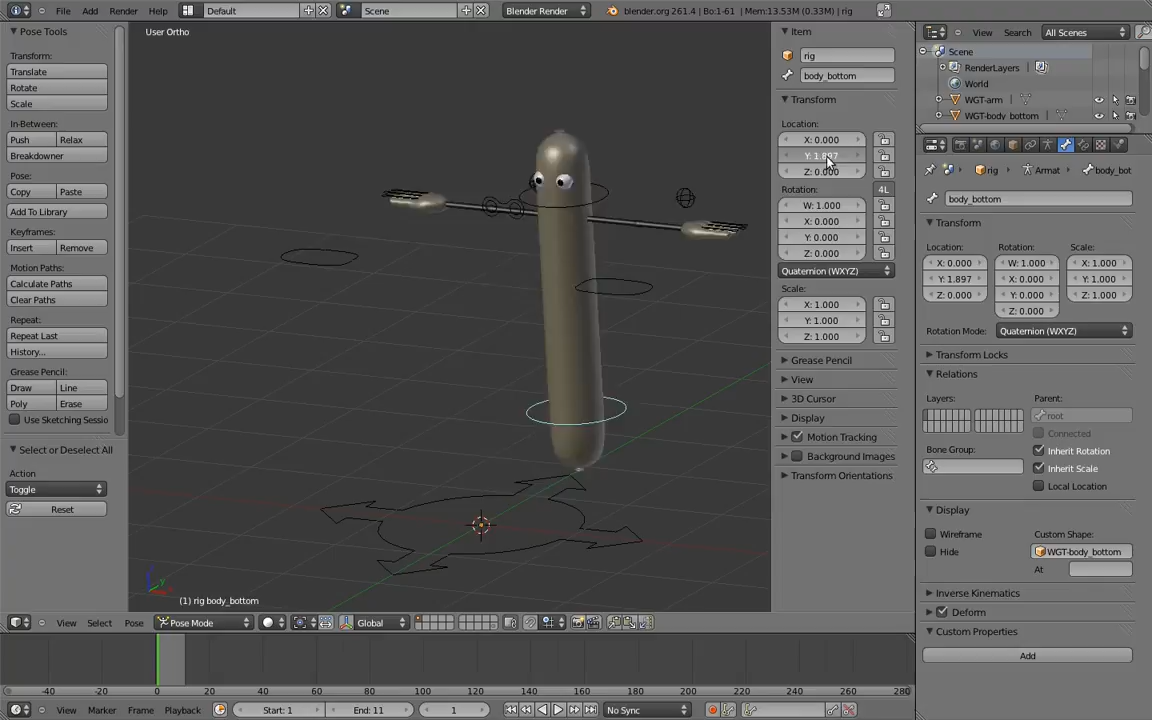 File Add Render Help Default Scene Blender Render blender.org 261.4 | Bo:1-61 | Mem:13.53M (0.33M) | rig
Pose Tools
Transform:
Translate
Rotate
Scale
In-Between:
Push Relax
Breakdowner
Pose:
Copy Paste
Add To Library
Keyframes:
Insert Remove
Motion Paths:
Calculate Paths
Clear Paths
Repeat:
Repeat Last
History...
Grease Pencil:
Draw Line
Poly Erase
Use Sketching Sessio
Select or Deselect All
Action
Toggle
Reset
User Ortho
(1) rig body_bottom
View Select Pose Pose Mode Global
Item
rig
body_bottom
Transform
Location:
X: 0.000
Y: 1.897
Z: 0.000
Rotation: 4L
W: 1.000
X: 0.000
Y: 0.000
Z: 0.000
Quaternion (WXYZ)
Scale:
X: 1.000
Y: 1.000
Z: 1.000
Grease Pencil
View
3D Cursor
Display
Motion Tracking
Background Images
Transform Orientations
View Search All Scenes
Scene
RenderLayers |
World
WGT-arm
WGT-body_bottom
rig Armat body_bot
body_bottom
Transform
Location: Rotation: Scale:
X: 0.000 W: 1.000 X: 1.000
Y: 1.897 X: 0.000 Y: 1.000
Z: 0.000 Y: 0.000 Z: 1.000
Z: 0.000
Rotation Mode: Quaternion (WXYZ)
Transform Locks
Relations
Layers: Parent:
root
Connected
Bone Group: Inherit Rotation
Inherit Scale
Local Location
Display
Wireframe Custom Shape:
Hide WGT-body_bottom
At
Inverse Kinematics
Deform
Custom Properties
Add
-40 -20 0 20 40 60 80 100 120 140 160 180 200 220 240 260 280
View Marker Frame Playback Start: 1 End: 11 1 No Sync